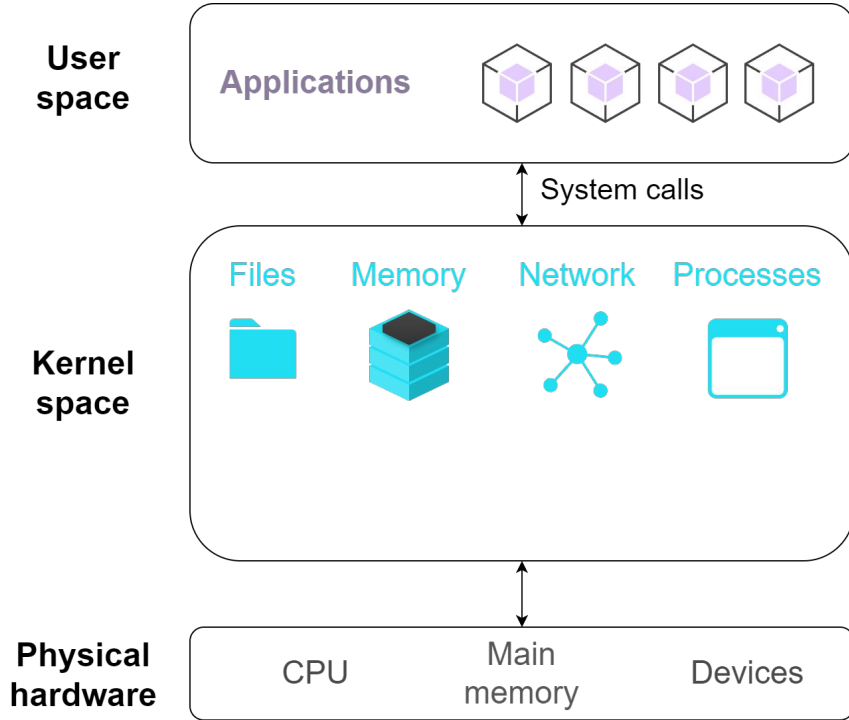 User
space
Applications
System calls
Files Memory Network Processes
Kernel
space
Physical
hardware
CPU
Main
memory
Devices